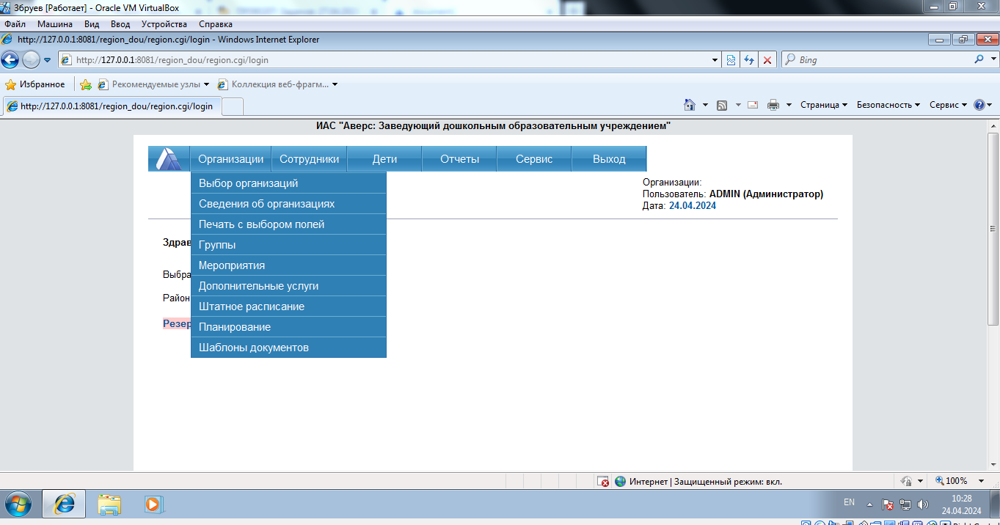 Збруев [Работает] - Oracle VM VirtualBox
Файл Машина Вид Ввод Устройства Справка
http://127.0.0.1:8081/region_dou/region.cgi/login - Windows Internet Explorer
http://127.0.0.1:8081/region_dou/region.cgi/login Bing
Избранное Рекомендуемые узлы Коллекция веб-фрагм...
http://127.0.0.1:8081/region_dou/region.cgi/login Страница Безопасность Сервис
ИАС "Аверс: Заведующий дошкольным образовательным учреждением"
Организации Сотрудники Дети Отчеты Сервис Выход
Выбор организаций
Сведения об организациях
Печать с выбором полей
Группы
Мероприятия
Дополнительные услуги
Штатное расписание
Планирование
Шаблоны документов
Организации:
Пользователь: ADMIN (Администратор)
Дата: 24.04.2024
Здрав
Выбра
Район
Резер
Интернет | Защищенный режим: вкл. 100%
EN 10:28
24.04.2024